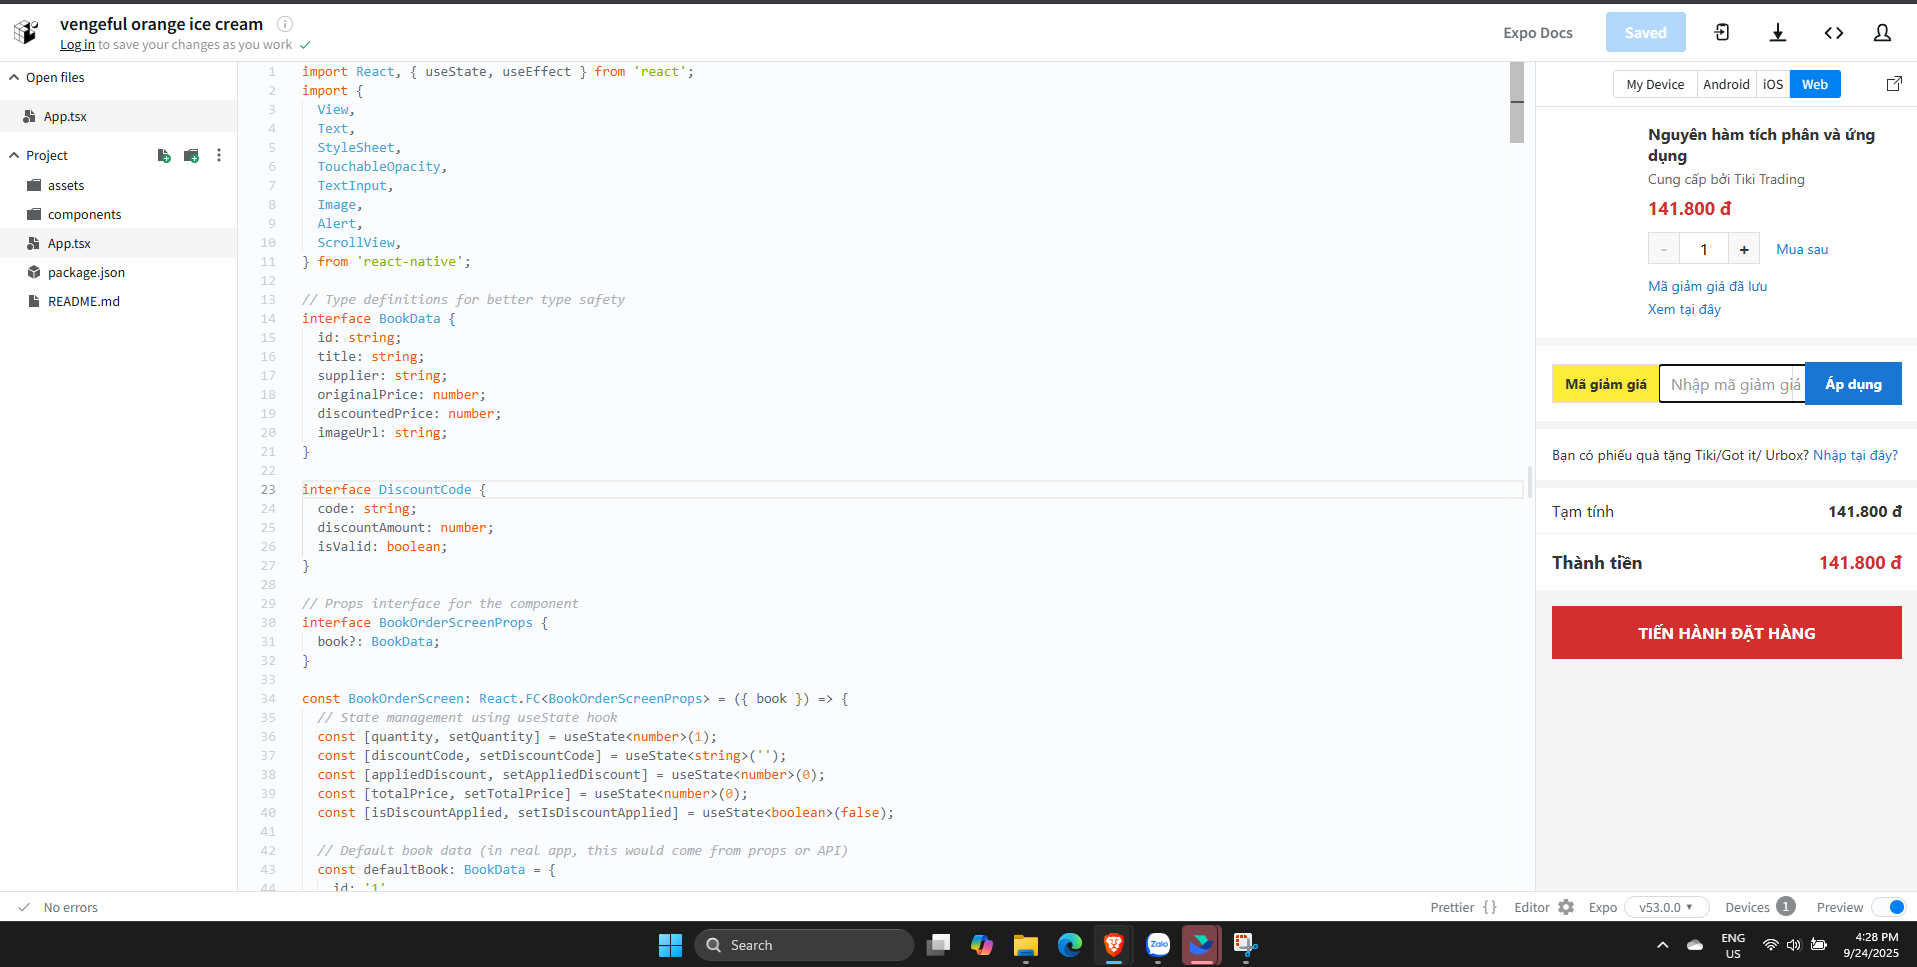 vengeful orange ice cream
Log in to save your changes as you work
Expo Docs
Saved
Open files
App.tsx
Project
assets
components
App.tsx
package.json
README.md
1 import React, { useState, useEffect } from 'react';
2 import {
3 View,
4 Text,
5 StyleSheet,
6 TouchableOpacity,
7 TextInput,
8 Image,
9 Alert,
10 ScrollView,
11 } from 'react-native';
12
13 // Type definitions for better type safety
14 interface BookData {
15 id: string;
16 title: string;
17 supplier: string;
18 originalPrice: number;
19 discountedPrice: number;
20 imageUrl: string;
21 }
22
23 interface DiscountCode {
24 code: string;
25 discountAmount: number;
26 isValid: boolean;
27 }
28
29 // Props interface for the component
30 interface BookOrderScreenProps {
31 book?: BookData;
32 }
33
34 const BookOrderScreen: React.FC<BookOrderScreenProps> = ({ book }) => {
35 // State management using useState hook
36 const [quantity, setQuantity] = useState<number>(1);
37 const [discountCode, setDiscountCode] = useState<string>('');
38 const [appliedDiscount, setAppliedDiscount] = useState<number>(0);
39 const [totalPrice, setTotalPrice] = useState<number>(0);
40 const [isDiscountApplied, setIsDiscountApplied] = useState<boolean>(false);
41
42 // Default book data (in real app, this would come from props or API)
43 const defaultBook: BookData = {
44 id: '1'
My Device Android iOS Web
Nguyên hàm tích phân và ứng
dụng
Cung cấp bởi Tiki Trading
141.800 đ
- 1 + Mua sau
Mã giảm giá đã lưu
Xem tại đây
Mã giảm giá Nhập mã giảm giá Áp dụng
Bạn có phiếu quà tặng Tiki/Got it/ Urbox? Nhập tại đây?
Tạm tính 141.800 đ
Thành tiền 141.800 đ
TIẾN HÀNH ĐẶT HÀNG
No errors
Prettier {} Editor Expo v53.0.0 Devices 1 Preview
Search
Zalo
ENG
US
4:28 PM
9/24/2025